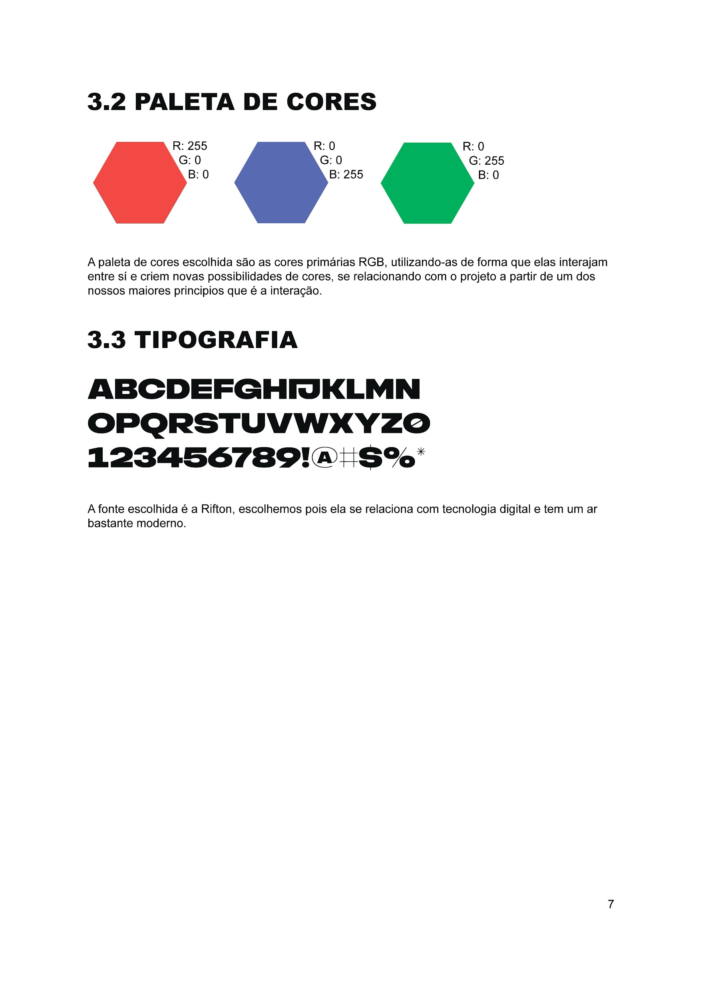 3.2 PALETA DE CORES
R: 255
G: 0
B: 0
R: 0
G: 0
B: 255
R: 0
G: 255
B: 0
A paleta de cores escolhida são as cores primárias RGB, utilizando-as de forma que elas interajam
entre sí e criem novas possibilidades de cores, se relacionando com o projeto a partir de um dos
nossos maiores principios que é a interação.
3.3 TIPOGRAFIA
ABCDEFGHIJKLMN
OPQRSTUVWXYZ0
123456789!@#$%*
A fonte escolhida é a Rifton, escolhemos pois ela se relaciona com tecnologia digital e tem um ar
bastante moderno.
7